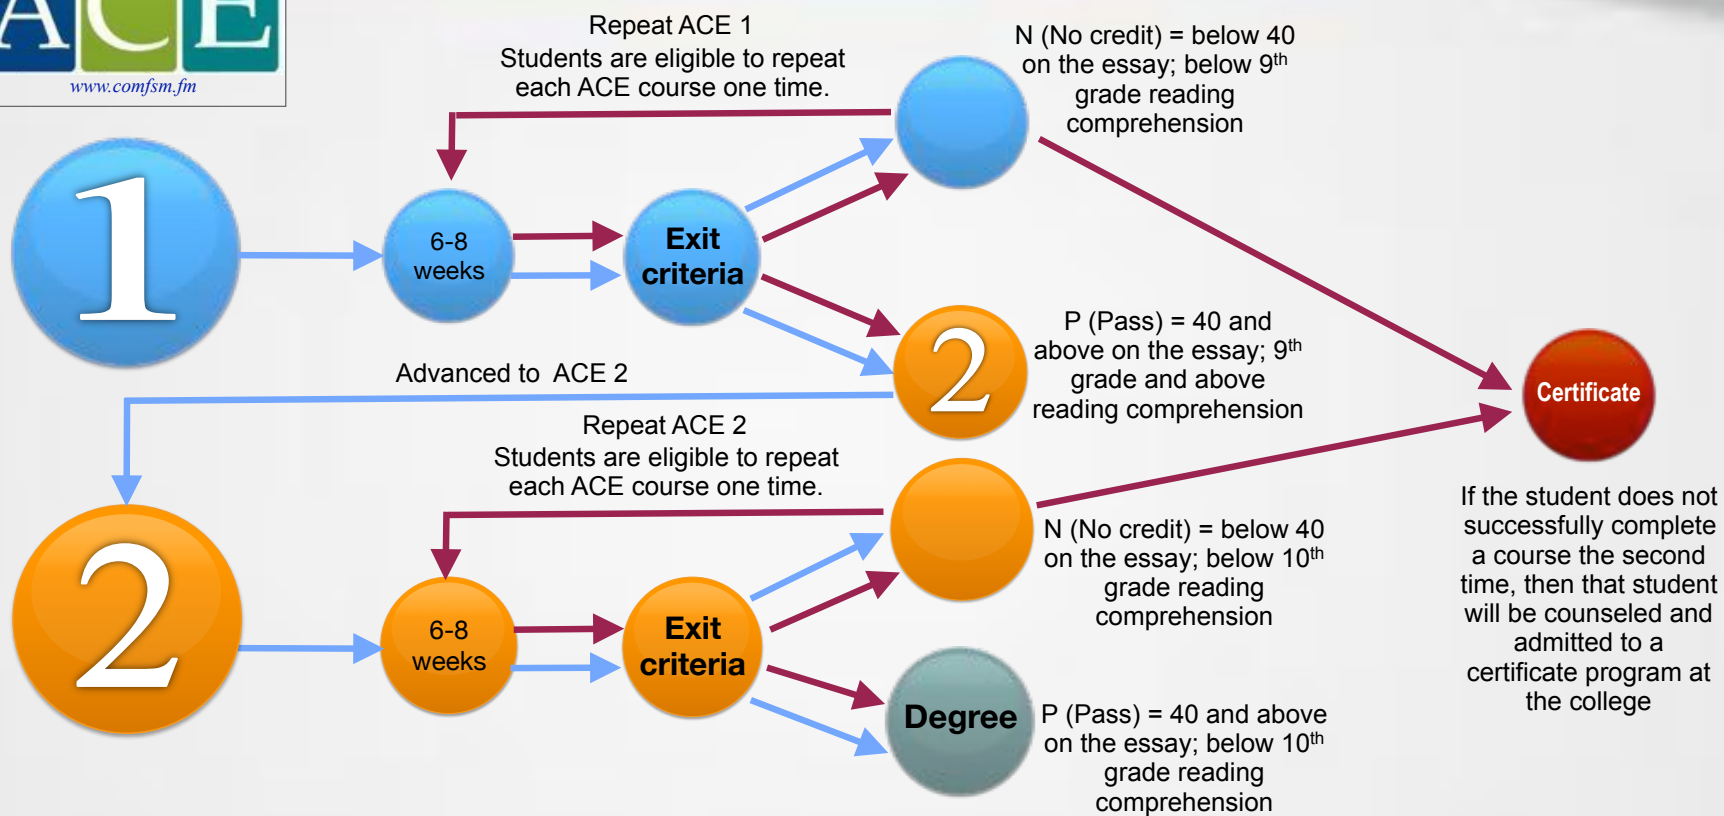 ACE
www.comfsm.fm
Repeat ACE 1
Students are eligible to repeat
each ACE course one time.
N (No credit) = below 40
on the essay; below 9th
grade reading
comprehension
1
6-8
weeks
Exit
criteria
2
P (Pass) = 40 and
above on the essay; 9th
grade and above
reading comprehension
Advanced to ACE 2
Certificate
If the student does not
successfully complete
a course the second
time, then that student
will be counseled and
admitted to a
certificate program at
the college
Repeat ACE 2
Students are eligible to repeat
each ACE course one time.
N (No credit) = below 40
on the essay; below 10th
grade reading
comprehension
2
6-8
weeks
Exit
criteria
Degree
P (Pass) = 40 and above
on the essay; below 10th
grade reading
comprehension